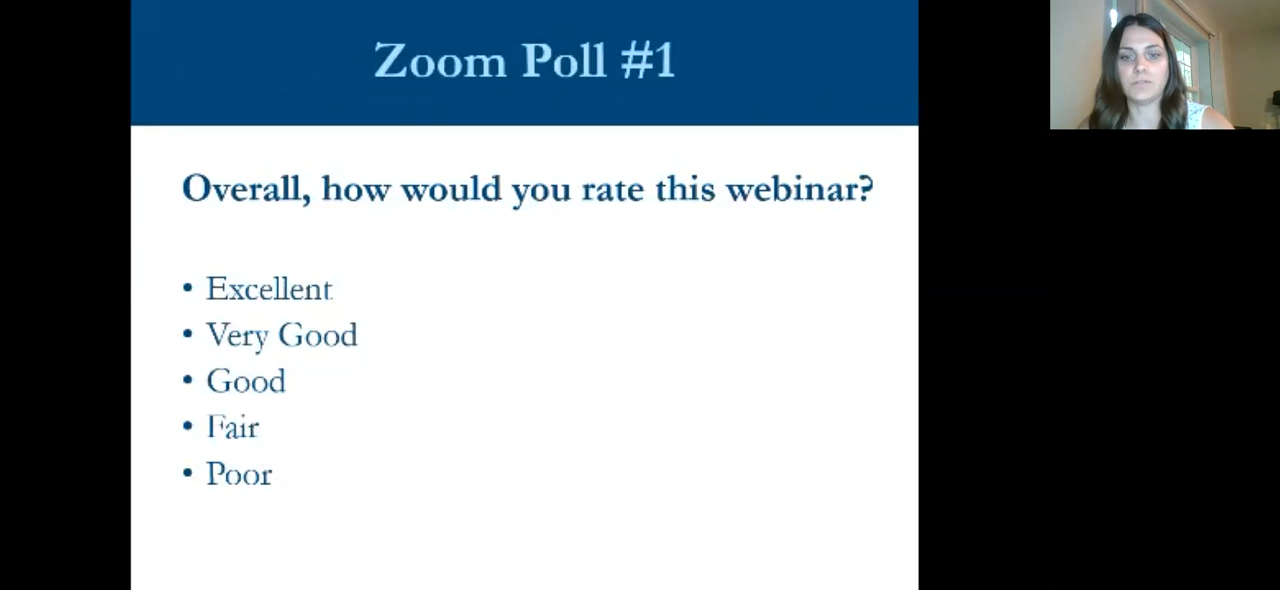 Zoom Poll #1
Overall, how would you rate this webinar?
• Excellent
• Very Good
• Good
• Fair
• Poor